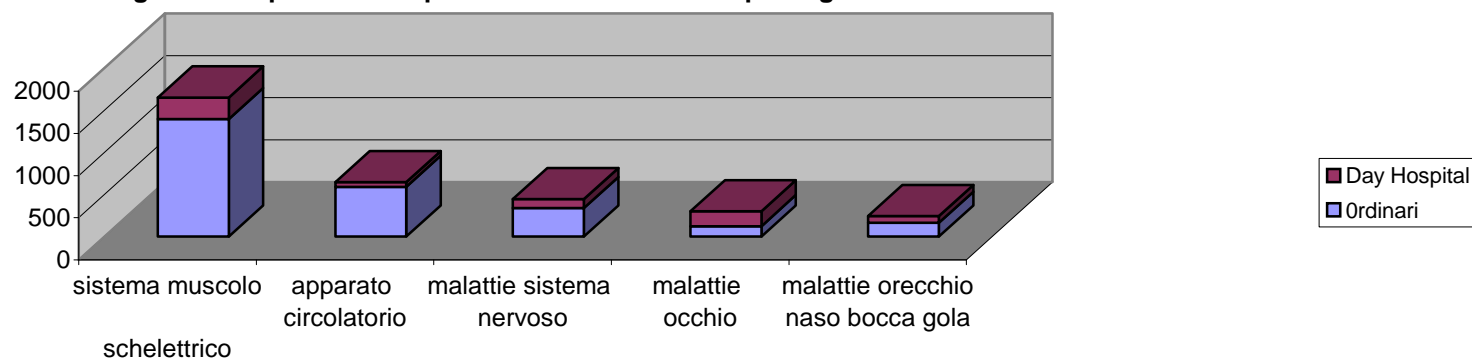 2000
1500
1000
500
0
sistema muscolo
schelettrico
apparato
circolatorio
malattie sistema
nervoso
malattie
occhio
malattie orecchio
naso bocca gola
Day Hospital
0rdinari